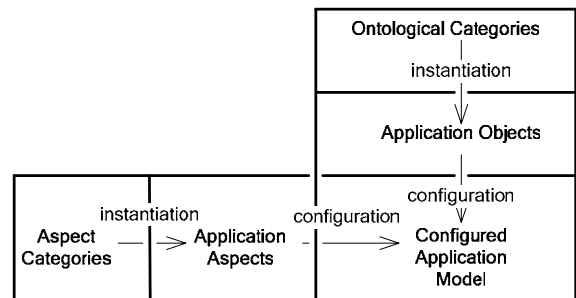 Ontological Categories
instantiation
Application Objects
configuration
instantiation
configuration
Aspect
Categories
Application
Aspects
Configured
Application
Model